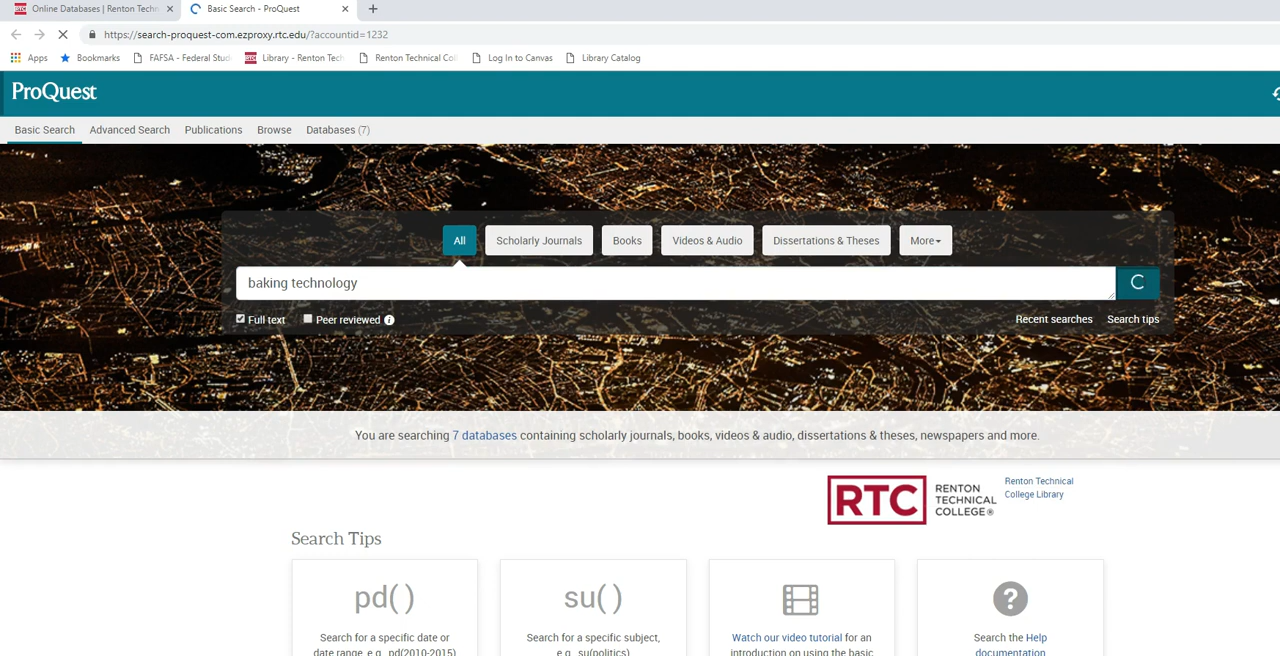 RTC Online Databases | Renton Techn
Basic Search - ProQuest
https://search-proquest-com.ezproxy.rtc.edu/?accountid=1232
Apps Bookmarks FAFSA - Federal Stud RTC Library - Renton Tech Renton Technical Coll Log In to Canvas Library Catalog
ProQuest
Basic Search Advanced Search Publications Browse Databases (7)
All Scholarly Journals Books Videos & Audio Dissertations & Theses More
baking technology
Full text Peer reviewed i Recent searches Search tips
You are searching 7 databases containing scholarly journals, books, videos & audio, dissertations & theses, newspapers and more.
RTC RENTON
TECHNICAL
COLLEGE®
Renton Technical
College Library
Search Tips
pd( )
Search for a specific date or
date range, e.g., pd(2010-2015)
su( )
Search for a specific subject,
e.g., su(politics)
Watch our video tutorial for an
introduction on using the basic
?
Search the Help
documentation